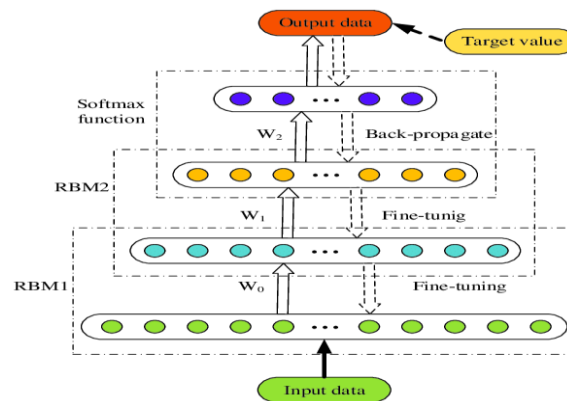 Output data
Target value
Softmax
function
W2
Back-propagate
RBM2
W1
Fine-tunig
RBM1
W0
Fine-tuning
Input data